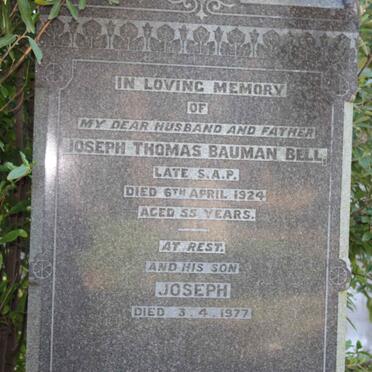 IN LOVING MEMORY
OF
MY DEAR HUSBAND AND FATHER
JOSEPH THOMAS BAUMAN BELL,
LATE S.A.P.
DIED 6TH APRIL 1924
AGED 55 YEARS.
AT REST.
AND HIS SON
JOSEPH
DIED 3.4.1977